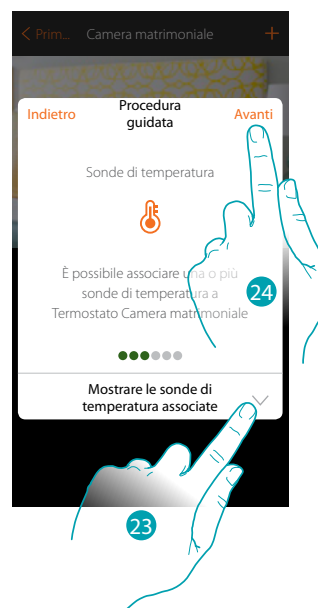 < Prim... Camera matrimoniale +
Indietro
Procedura
guidata
Avanti
Sonde di temperatura
È possibile associare una o più
sonde di temperatura a
Termostato Camera matrimoniale
24
Mostrare le sonde di
temperatura associate
23